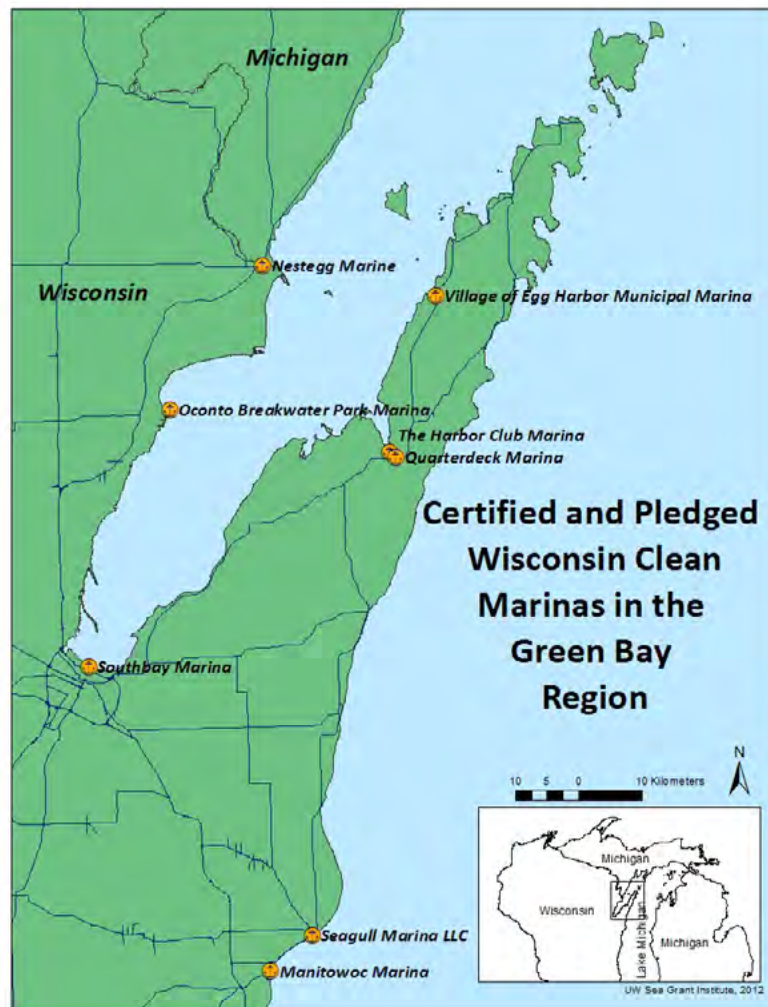 Michigan
Nestegg Marine
Wisconsin
Village of Egg Harbor Municipal Marina
Oconto Breakwater Park Marina
The Harbor Club Marina
Quarterdeck Marina
Certified and Pledged
Wisconsin Clean
Marinas in the
Green Bay
Region
Southbay Marina
N
10 5 0 10 Kilometers
Michigan
Wisconsin
Lake Michigan
Michigan
Seagull Marina LLC
Manitowoc Marina
UW Sea Grant Institute, 2012